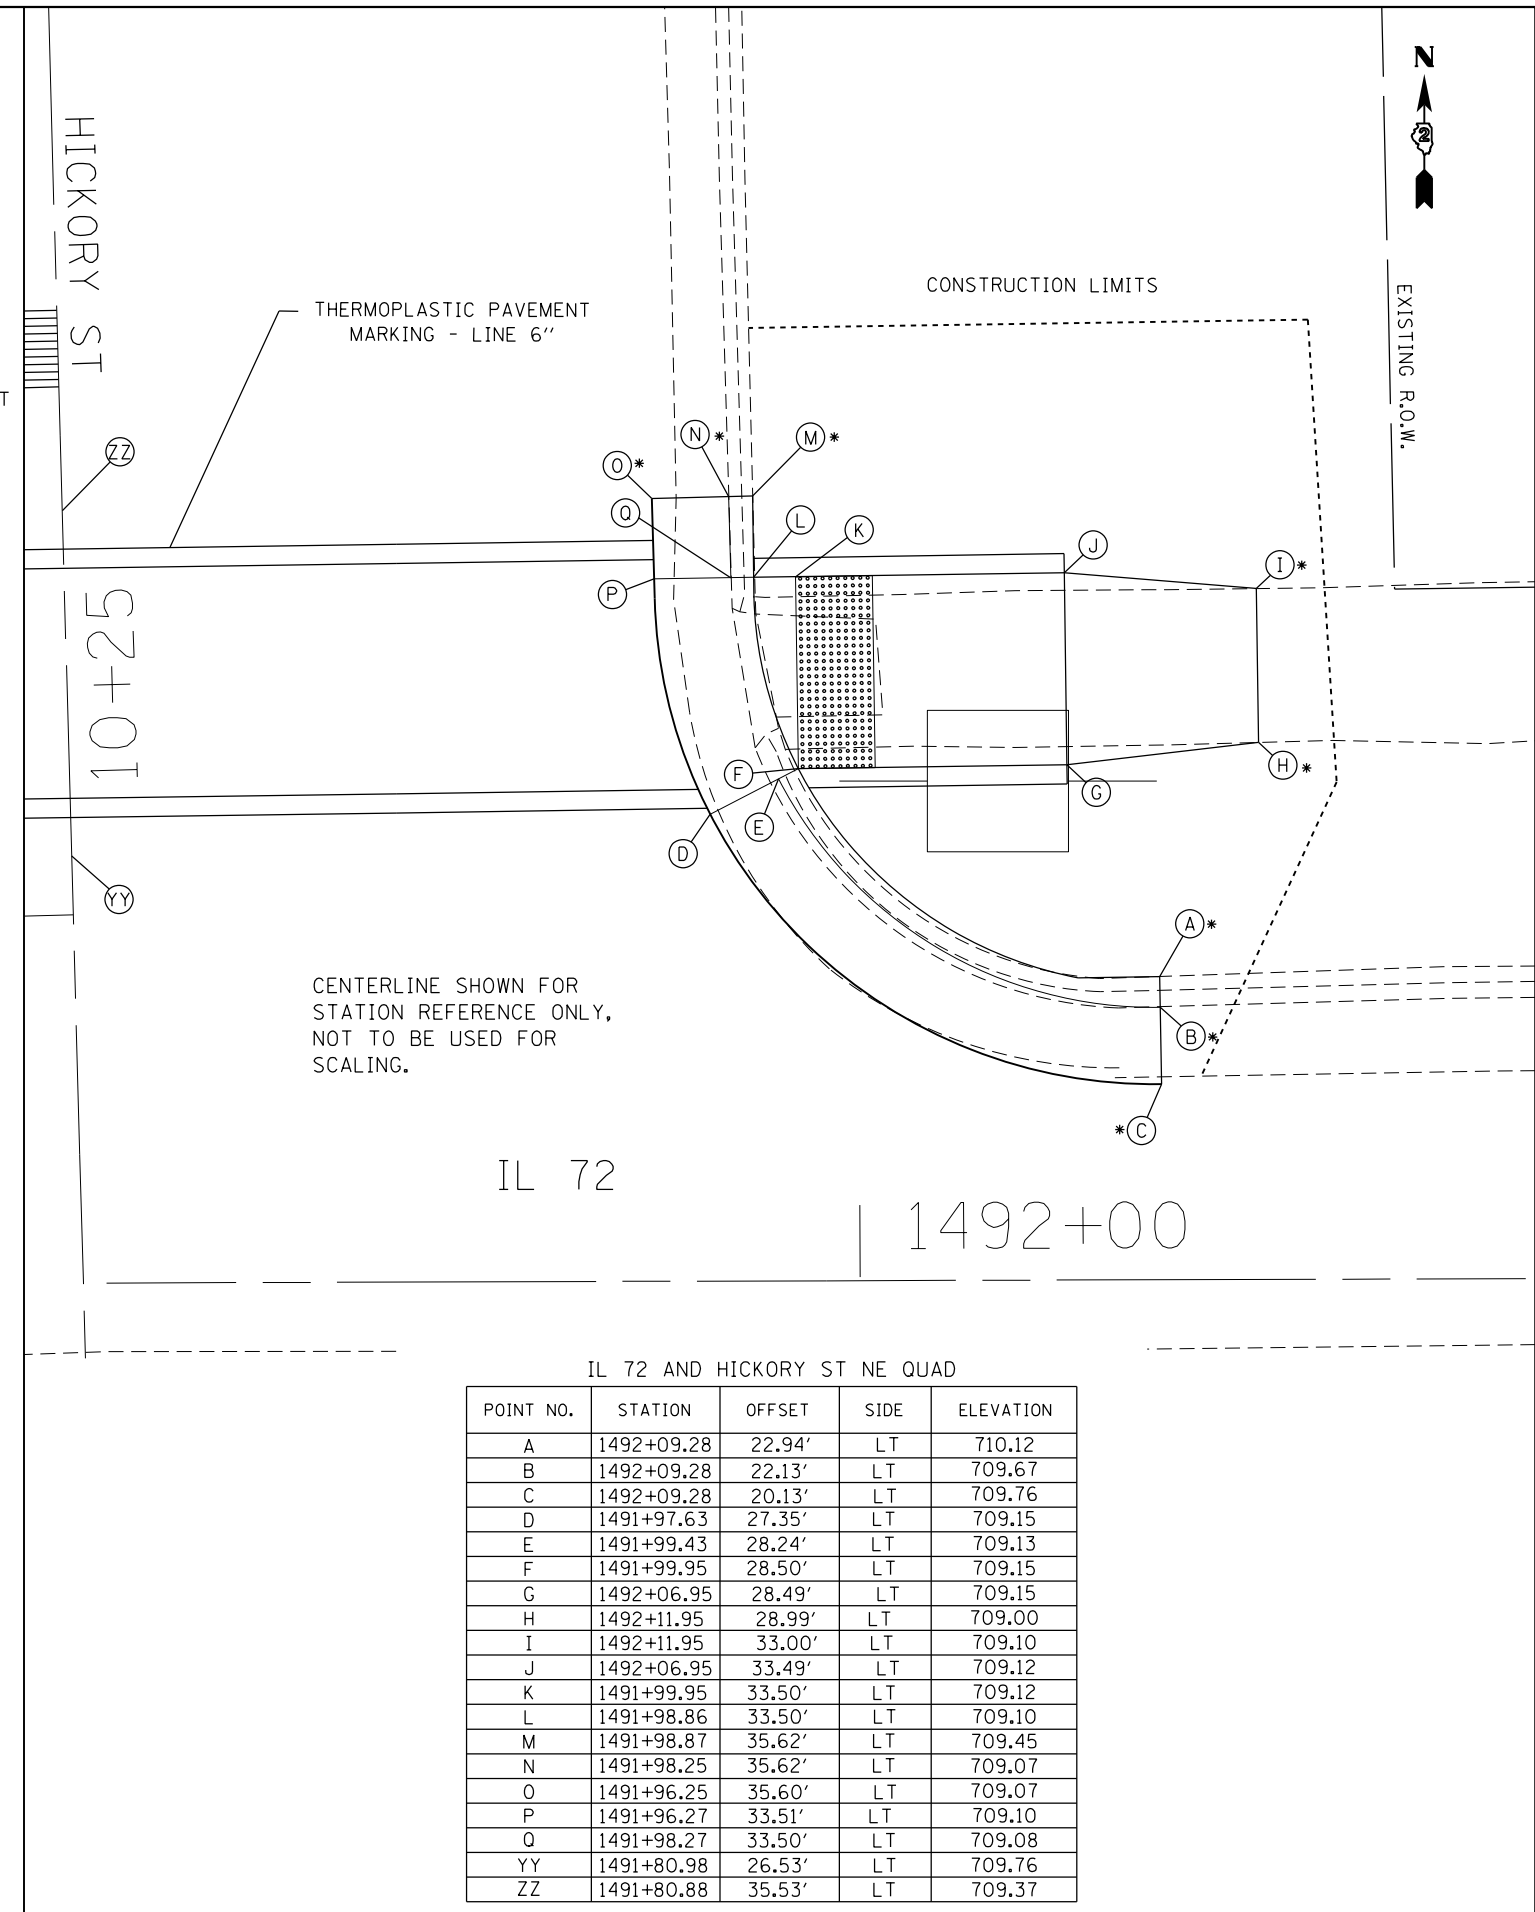 N
2
HICKORY ST
CONSTRUCTION LIMITS
EXISTING R.O.W.
THERMOPLASTIC PAVEMENT
MARKING - LINE 6''
T
ZZ
N *
M *
O *
Q
L
K
J
I *
P
10+25
F
G
H *
E
D
YY
A *
B *
* C
CENTERLINE SHOWN FOR
STATION REFERENCE ONLY,
NOT TO BE USED FOR
SCALING.
IL 72
1492+00
IL 72 AND HICKORY ST NE QUAD
POINT NO. STATION OFFSET SIDE ELEVATION
A 1492+09.28 22.94' LT 710.12
B 1492+09.28 22.13' LT 709.67
C 1492+09.28 20.13' LT 709.76
D 1491+97.63 27.35' LT 709.15
E 1491+99.43 28.24' LT 709.13
F 1491+99.95 28.50' LT 709.15
G 1492+06.95 28.49' LT 709.15
H 1492+11.95 28.99' LT 709.00
I 1492+11.95 33.00' LT 709.10
J 1492+06.95 33.49' LT 709.12
K 1491+99.95 33.50' LT 709.12
L 1491+98.86 33.50' LT 709.10
M 1491+98.87 35.62' LT 709.45
N 1491+98.25 35.62' LT 709.07
O 1491+96.25 35.60' LT 709.07
P 1491+96.27 33.51' LT 709.10
Q 1491+98.27 33.50' LT 709.08
YY 1491+80.98 26.53' LT 709.76
ZZ 1491+80.88 35.53' LT 709.37